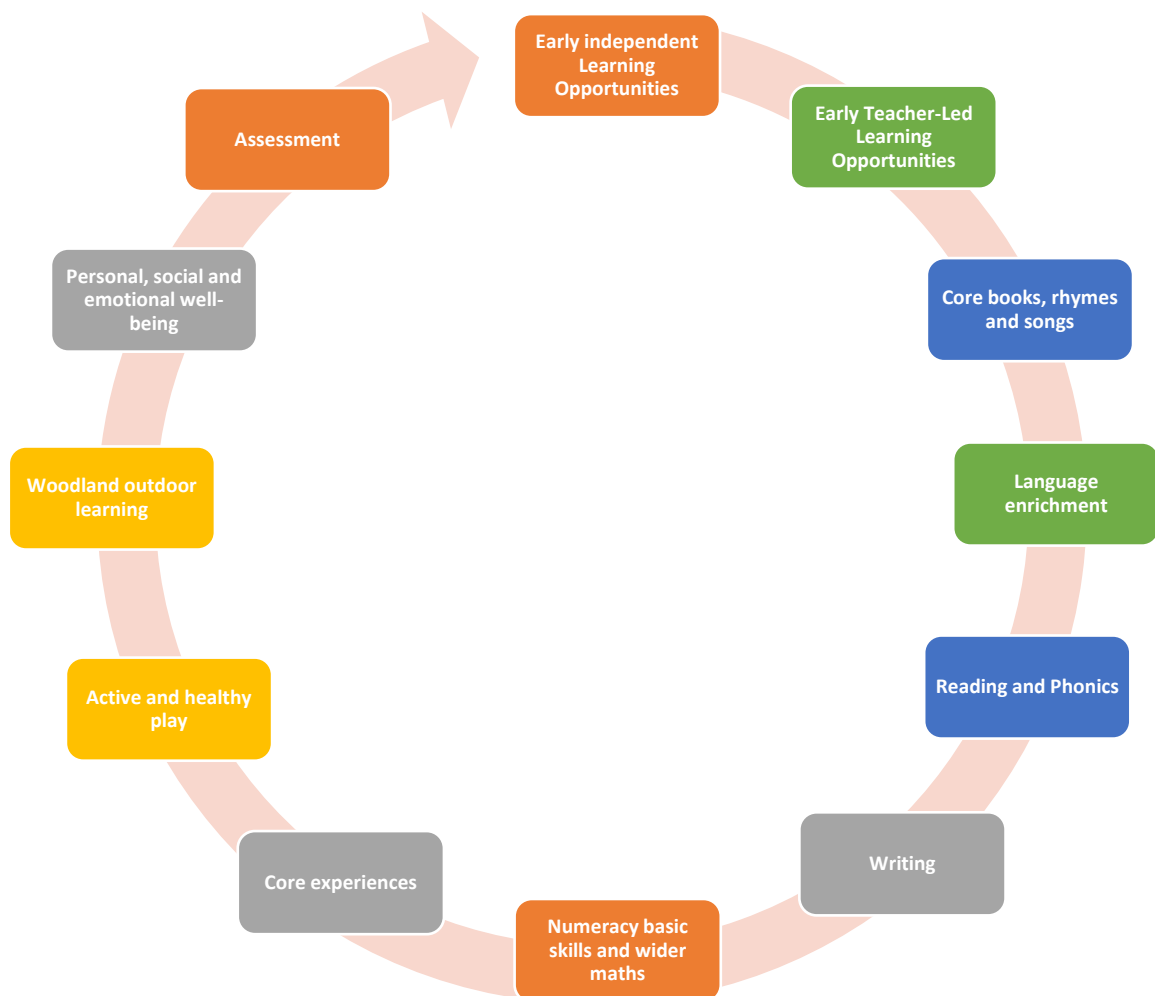 Early independent
Learning
Opportunities
Early Teacher-Led
Learning
Opportunities
Core books, rhymes
and songs
Language
enrichment
Reading and Phonics
Writing
Numeracy basic
skills and wider
maths
Core experiences
Active and healthy
play
Woodland outdoor
learning
Personal, social and
emotional well-
being
Assessment